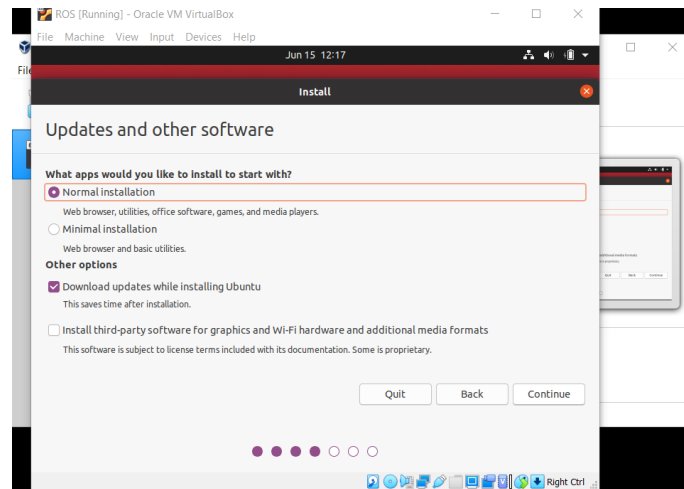 ROS [Running] - Oracle VM VirtualBox
File Machine View Input Devices Help
Jun 15 12:17
Install
Updates and other software
What apps would you like to install to start with?
Normal installation
Web browser, utilities, office software, games, and media players.
Minimal installation
Web browser and basic utilities.
Other options
Download updates while installing Ubuntu
This saves time after installation.
Install third-party software for graphics and Wi-Fi hardware and additional media formats
This software is subject to license terms included with its documentation. Some is proprietary.
Quit Back Continue
Right Ctrl